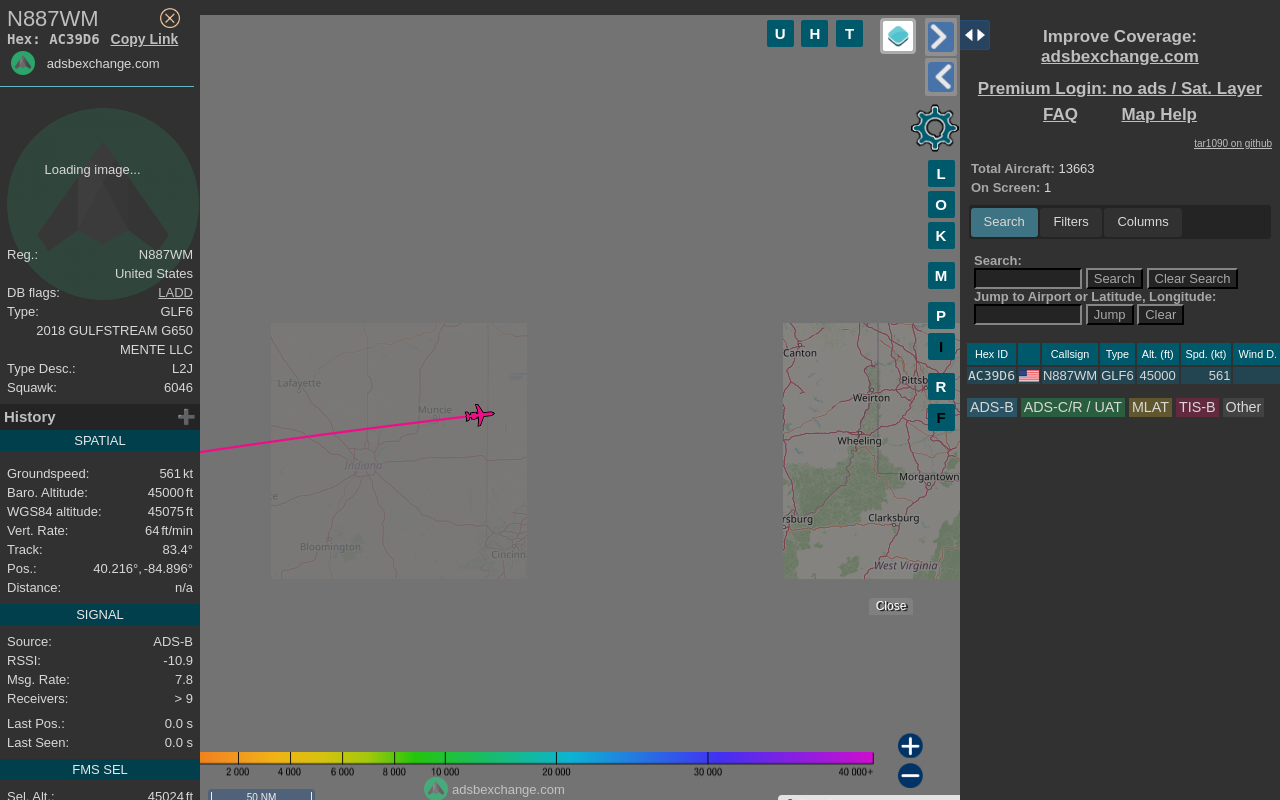 N887WM
Hex: AC39D6 Copy Link
adsbexchange.com
Loading image...
Reg.: N887WM
United States
DB flags: LADD
Type: GLF6
2018 GULFSTREAM G650
MENTE LLC
Type Desc.: L2J
Squawk: 6046
History
SPATIAL
Groundspeed: 561 kt
Baro. Altitude: 45000 ft
WGS84 altitude: 45075 ft
Vert. Rate: 64 ft/min
Track: 83.4°
Pos.: 40.216°, -84.896°
Distance: n/a
SIGNAL
Source: ADS-B
RSSI: -10.9
Msg. Rate: 7.8
Receivers: > 9
Last Pos.: 0.0 s
Last Seen: 0.0 s
FMS SEL
Sel. Alt.: 45024 ft
U H T
L
O
K
M
P
I
R
F
Lafayette
Muncie
Indiana
Bloomington
Cincinn
e
Canton
Pittsb
Weirton
Wheeling
Morgantown
rsburg
Clarksburg
West Virginia
Close
2 000 4 000 6 000 8 000 10 000 20 000 30 000 40 000+
adsbexchange.com
50 NM
Improve Coverage:
adsbexchange.com
Premium Login: no ads / Sat. Layer
FAQ Map Help
tar1090 on github
Total Aircraft: 13663
On Screen: 1
Search Filters Columns
Search:
Search Clear Search
Jump to Airport or Latitude, Longitude:
Jump Clear
Hex ID Callsign Type Alt. (ft) Spd. (kt) Wind D.
AC39D6 N887WM GLF6 45000 561
ADS-B ADS-C/R / UAT MLAT TIS-B Other